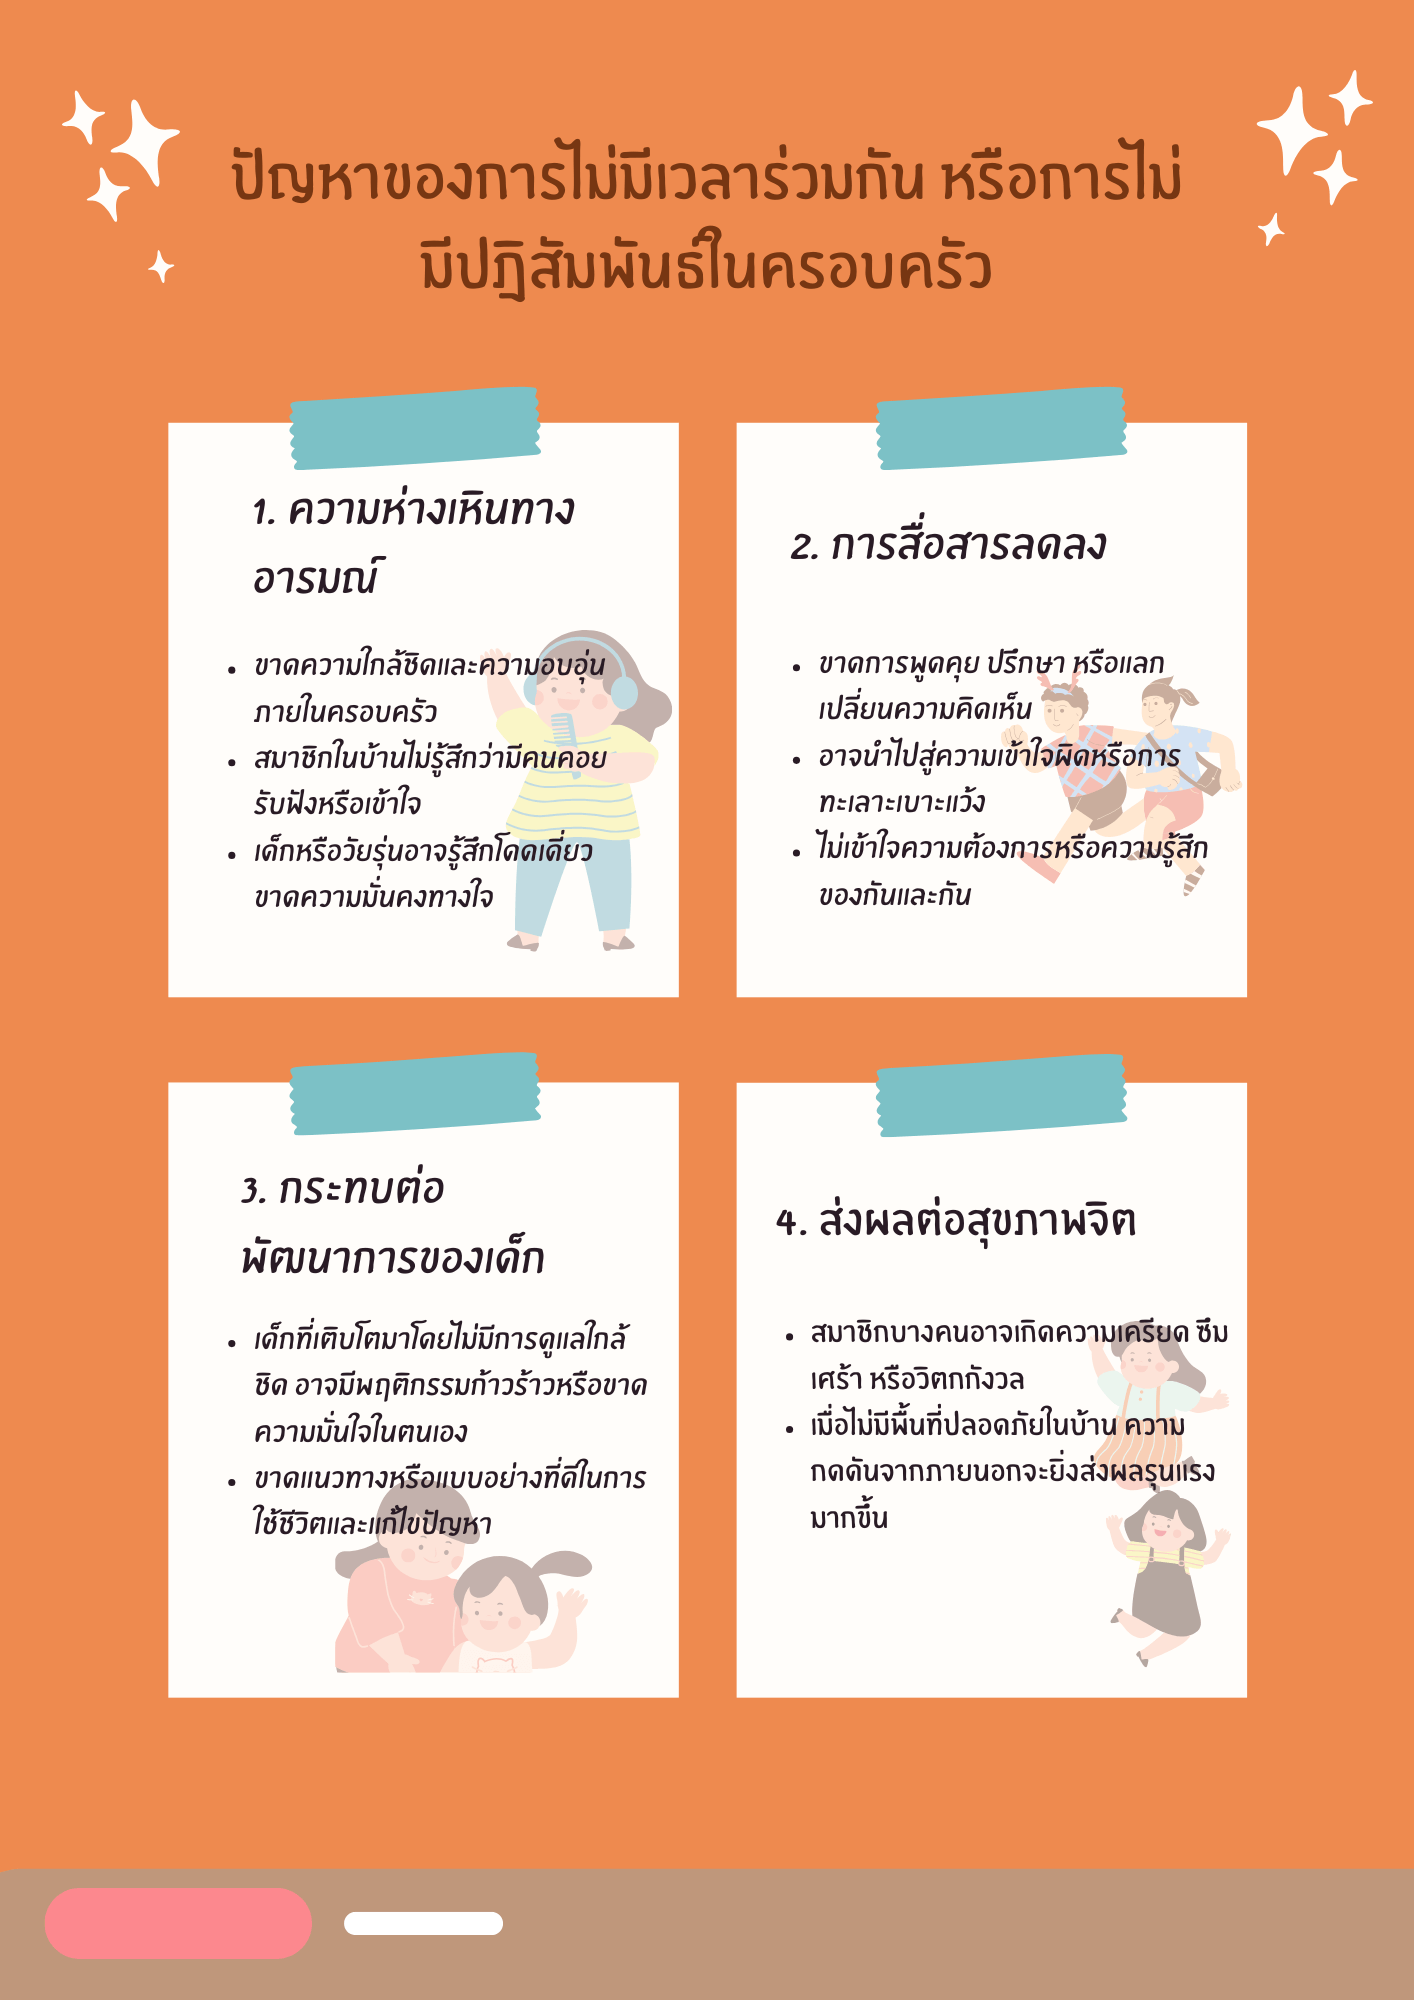 ปัญหาของการไม่มีเวลาร่วมกัน หรือการไม่
มีปฏิสัมพันธ์ในครอบครัว
1. ความห่างเหินทาง
อารมณ์
• ขาดความใกล้ชิดและความอบอุ่น
ภายในครอบครัว
• สมาชิกในบ้านไม่รู้สึกว่ามีคนคอย
รับฟังหรือเข้าใจ
• เด็กหรือวัยรุ่นอาจรู้สึกโดดเดี่ยว
ขาดความมั่นคงทางใจ
2. การสื่อสารลดลง
• ขาดการพูดคุย ปรึกษา หรือแลก
เปลี่ยนความคิดเห็น
• อาจนำไปสู่ความเข้าใจผิดหรือการ
ทะเลาะเบาะแว้ง
• ไม่เข้าใจความต้องการหรือความรู้สึก
ของกันและกัน
3. กระทบต่อ
พัฒนาการของเด็ก
• เด็กที่เติบโตมาโดยไม่มีการดูแลใกล้
ชิด อาจมีพฤติกรรมก้าวร้าวหรือขาด
ความมั่นใจในตนเอง
• ขาดแนวทางหรือแบบอย่างที่ดีในการ
ใช้ชีวิตและแก้ไขปัญหา
4. ส่งผลต่อสุขภาพจิต
• สมาชิกบางคนอาจเกิดความเครียด ซึม
เศร้า หรือวิตกกังวล
• เมื่อไม่มีพื้นที่ปลอดภัยในบ้าน ความ
กดดันจากภายนอกจะยิ่งส่งผลรุนแรง
มากขึ้น